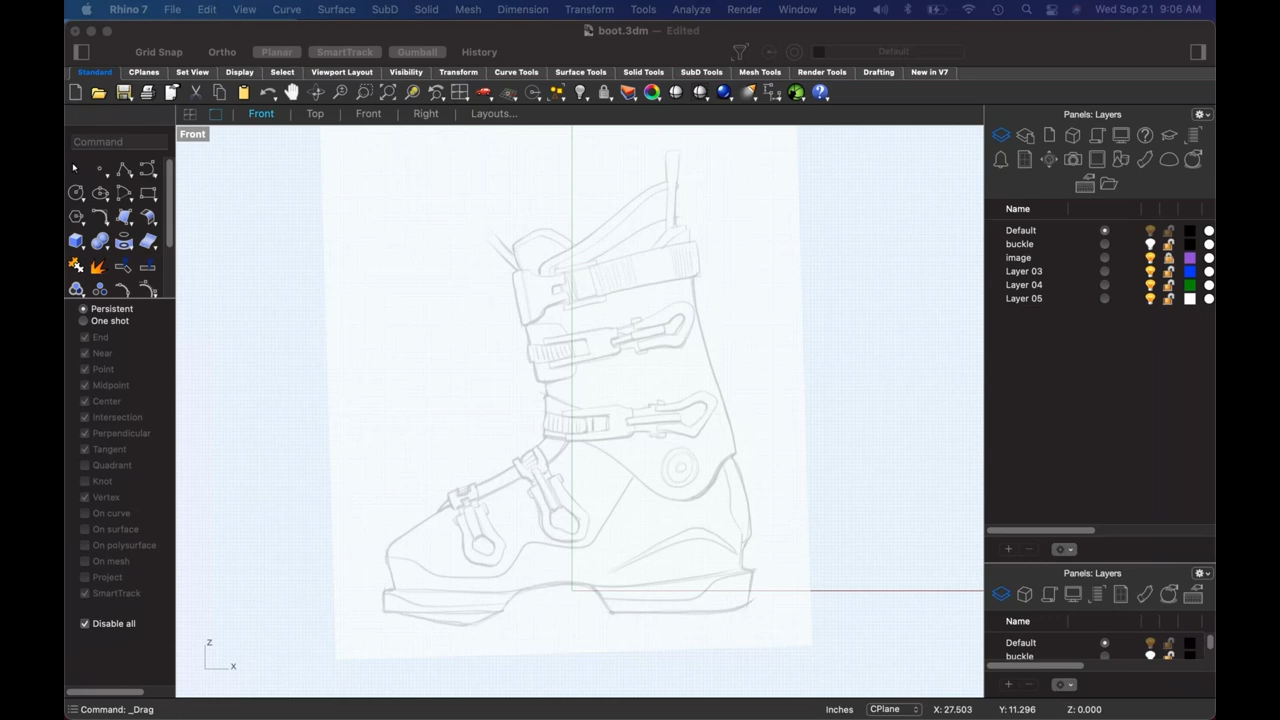 Rhino 7 File Edit View Curve Surface SubD Solid Mesh Dimension Transform Tools Analyze Render Window Help Wed Sep 21 9:06 AM
boot.3dm — Edited
Grid Snap Ortho Planar SmartTrack Gumball History Default
Standard CPlanes Set View Display Select Viewport Layout Visibility Transform Curve Tools Surface Tools Solid Tools SubD Tools Mesh Tools Render Tools Drafting New in V7
Front Top Front Right Layouts... Panels: Layers
Front
Command
Name
Default
buckle
image
Layer 03
Layer 04
Layer 05
Persistent
One shot
End
Near
Point
Midpoint
Center
Intersection
Perpendicular
Tangent
Quadrant
Knot
Vertex
On curve
On surface
On polysurface
On mesh
Project
SmartTrack
Disable all
Z
X
Panels: Layers
Name
Default
buckle
Command: _Drag Inches CPlane X: 27.503 Y: 11.296 Z: 0.000